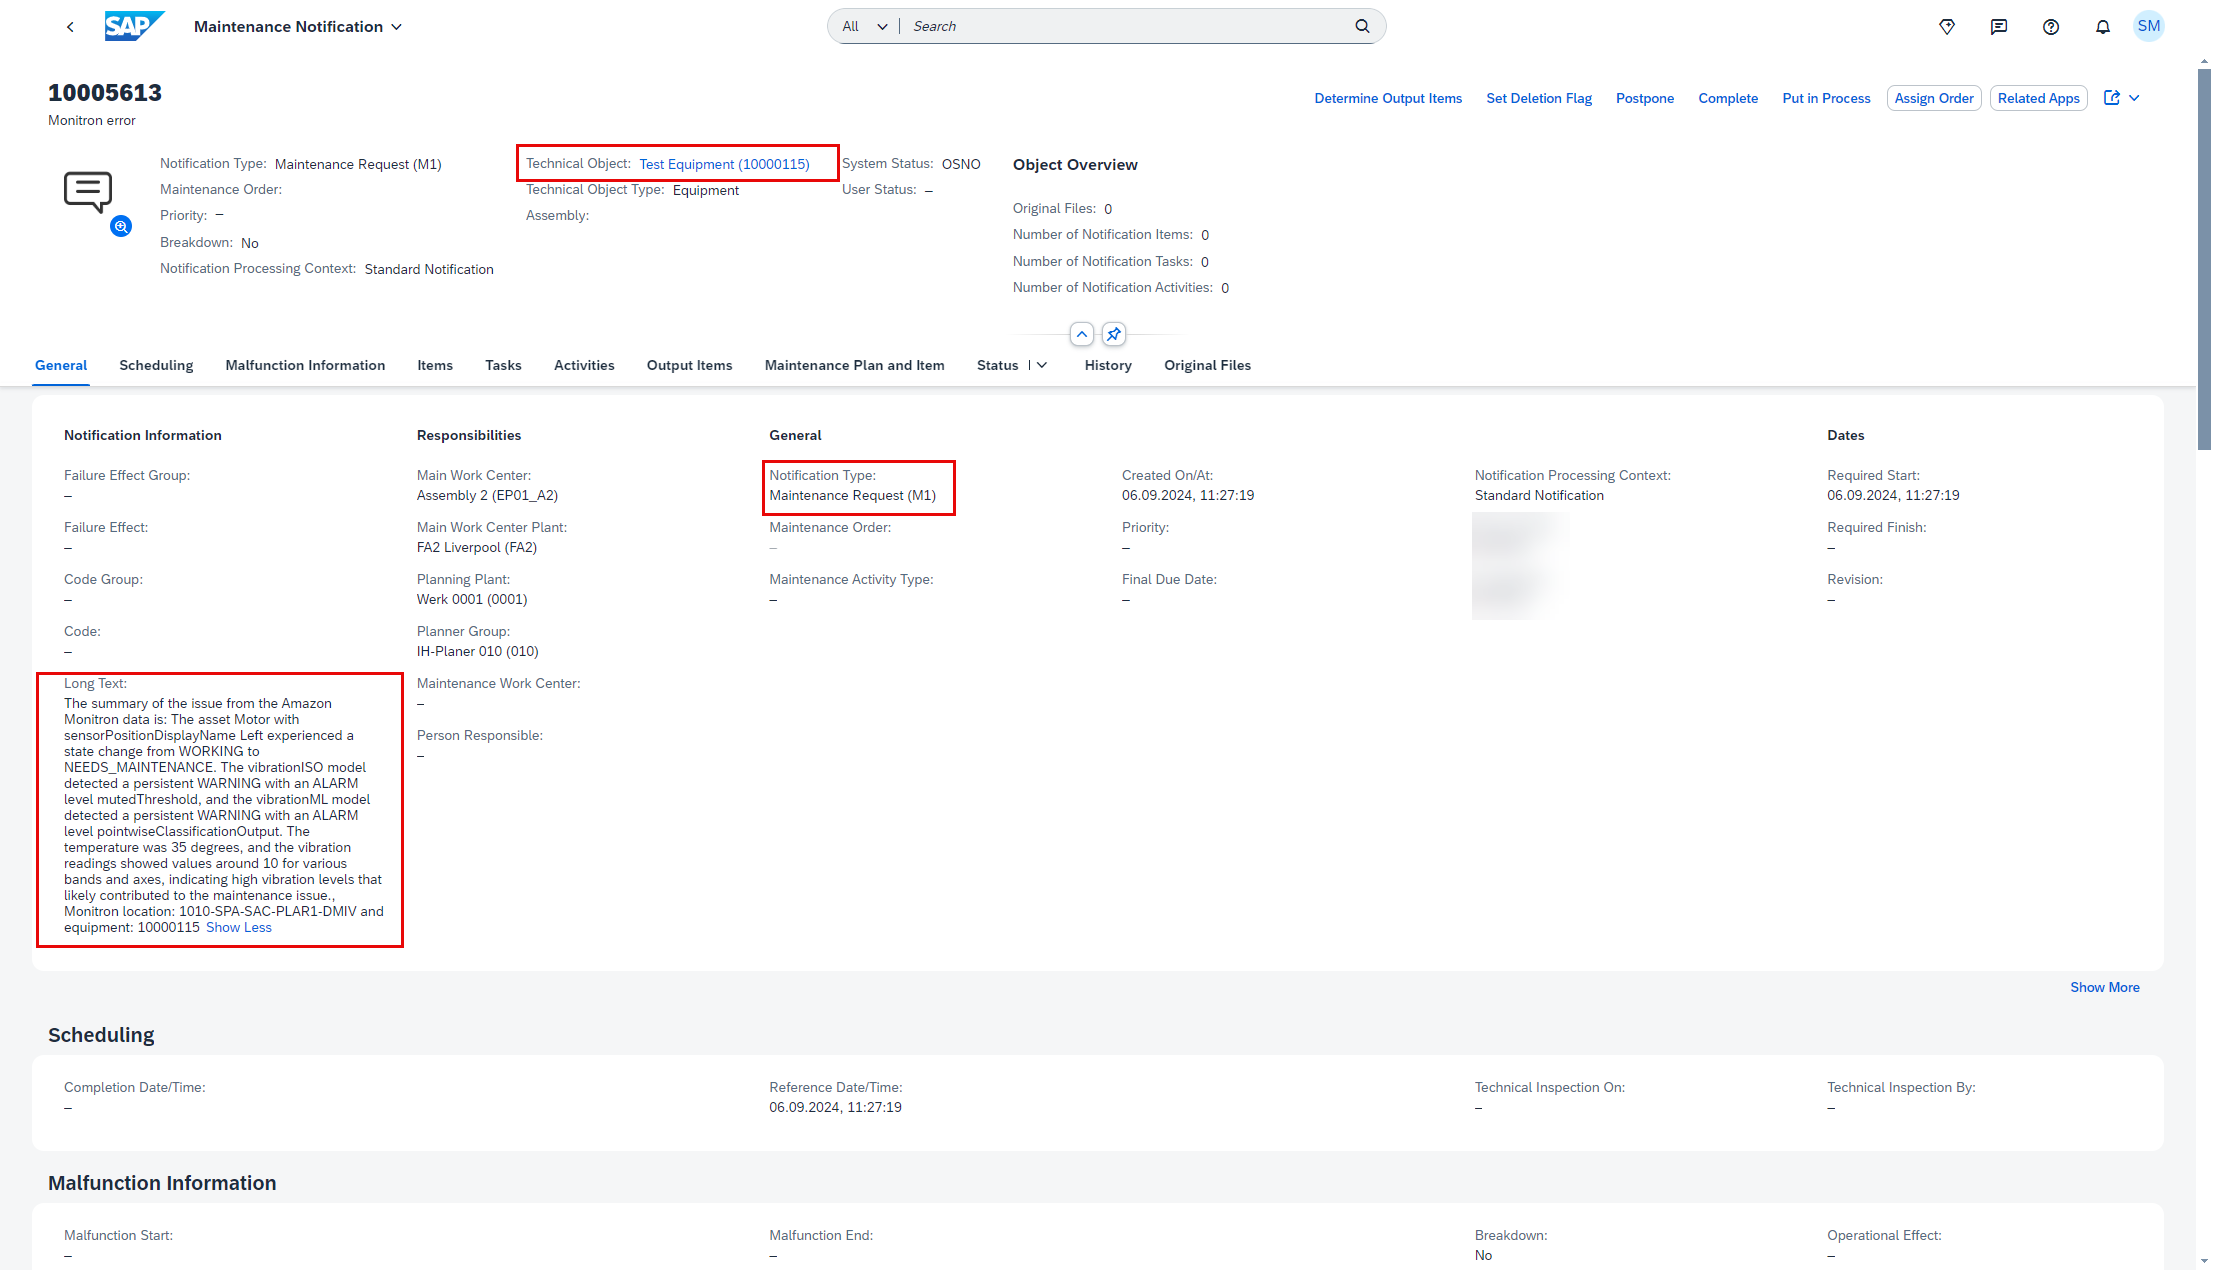 SAP
Maintenance Notification
All
Search
SM
10005613
Monitron error
Determine Output Items
Set Deletion Flag
Postpone
Complete
Put in Process
Assign Order
Related Apps
Notification Type: Maintenance Request (M1)
Maintenance Order:
Priority: –
Breakdown: No
Notification Processing Context: Standard Notification
Technical Object: Test Equipment (10000115)
Technical Object Type: Equipment
Assembly:
System Status: OSNO
User Status: –
Object Overview
Original Files: 0
Number of Notification Items: 0
Number of Notification Tasks: 0
Number of Notification Activities: 0
General
Scheduling
Malfunction Information
Items
Tasks
Activities
Output Items
Maintenance Plan and Item
Status
History
Original Files
Notification Information
Failure Effect Group:
–
Failure Effect:
–
Code Group:
–
Code:
–
Long Text:
The summary of the issue from the Amazon
Monitron data is: The asset Motor with
sensorPositionDisplayName Left experienced a
state change from WORKING to
NEEDS_MAINTENANCE. The vibrationISO model
detected a persistent WARNING with an ALARM
level mutedThreshold, and the vibrationML model
detected a persistent WARNING with an ALARM
level pointwiseClassificationOutput. The
temperature was 35 degrees, and the vibration
readings showed values around 10 for various
bands and axes, indicating high vibration levels that
likely contributed to the maintenance issue.,
Monitron location: 1010-SPA-SAC-PLAR1-DMIV and
equipment: 10000115 Show Less
Responsibilities
Main Work Center:
Assembly 2 (EP01_A2)
Main Work Center Plant:
FA2 Liverpool (FA2)
Planning Plant:
Werk 0001 (0001)
Planner Group:
IH-Planer 010 (010)
Maintenance Work Center:
–
Person Responsible:
–
General
Notification Type:
Maintenance Request (M1)
Maintenance Order:
–
Maintenance Activity Type:
–
Created On/At:
06.09.2024, 11:27:19
Priority:
–
Final Due Date:
–
Notification Processing Context:
Standard Notification
Dates
Required Start:
06.09.2024, 11:27:19
Required Finish:
–
Revision:
–
Show More
Scheduling
Completion Date/Time:
–
Reference Date/Time:
06.09.2024, 11:27:19
Technical Inspection On:
–
Technical Inspection By:
–
Malfunction Information
Malfunction Start:
–
Malfunction End:
–
Breakdown:
No
Operational Effect:
–